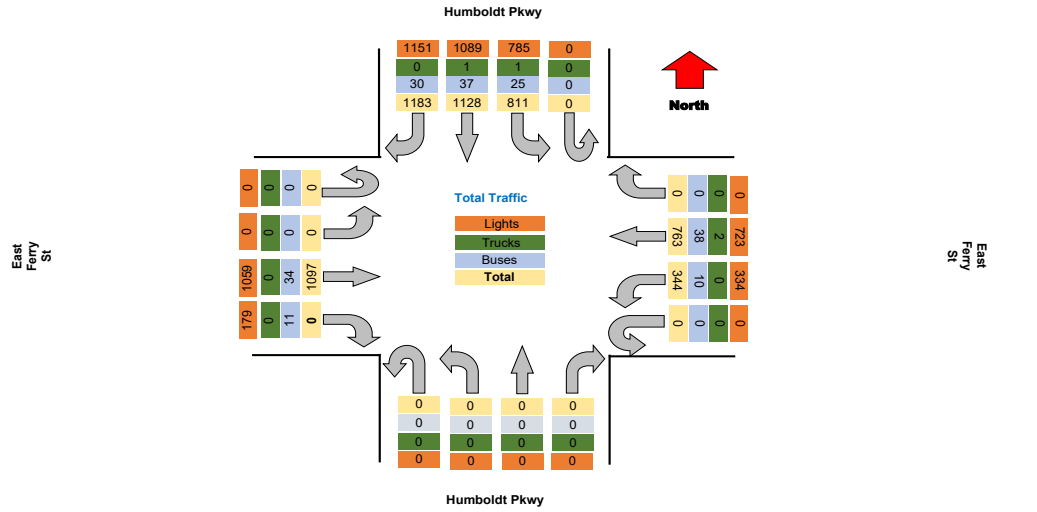 Humboldt Pkwy
1151 1089 785 0
0 1 1 0
30 37 25 0
1183 1128 811 0
North
0 0 0 0
0 0 0 0
1059 0 34 1097
179 0 11 0
East
Ferry
St
Total Traffic
Lights
Trucks
Buses
Total
0 0 0 0
763 38 2 723
344 10 0 334
0 0 0 0
East
Ferry
St
0 0 0 0
0 0 0 0
0 0 0 0
0 0 0 0
Humboldt Pkwy